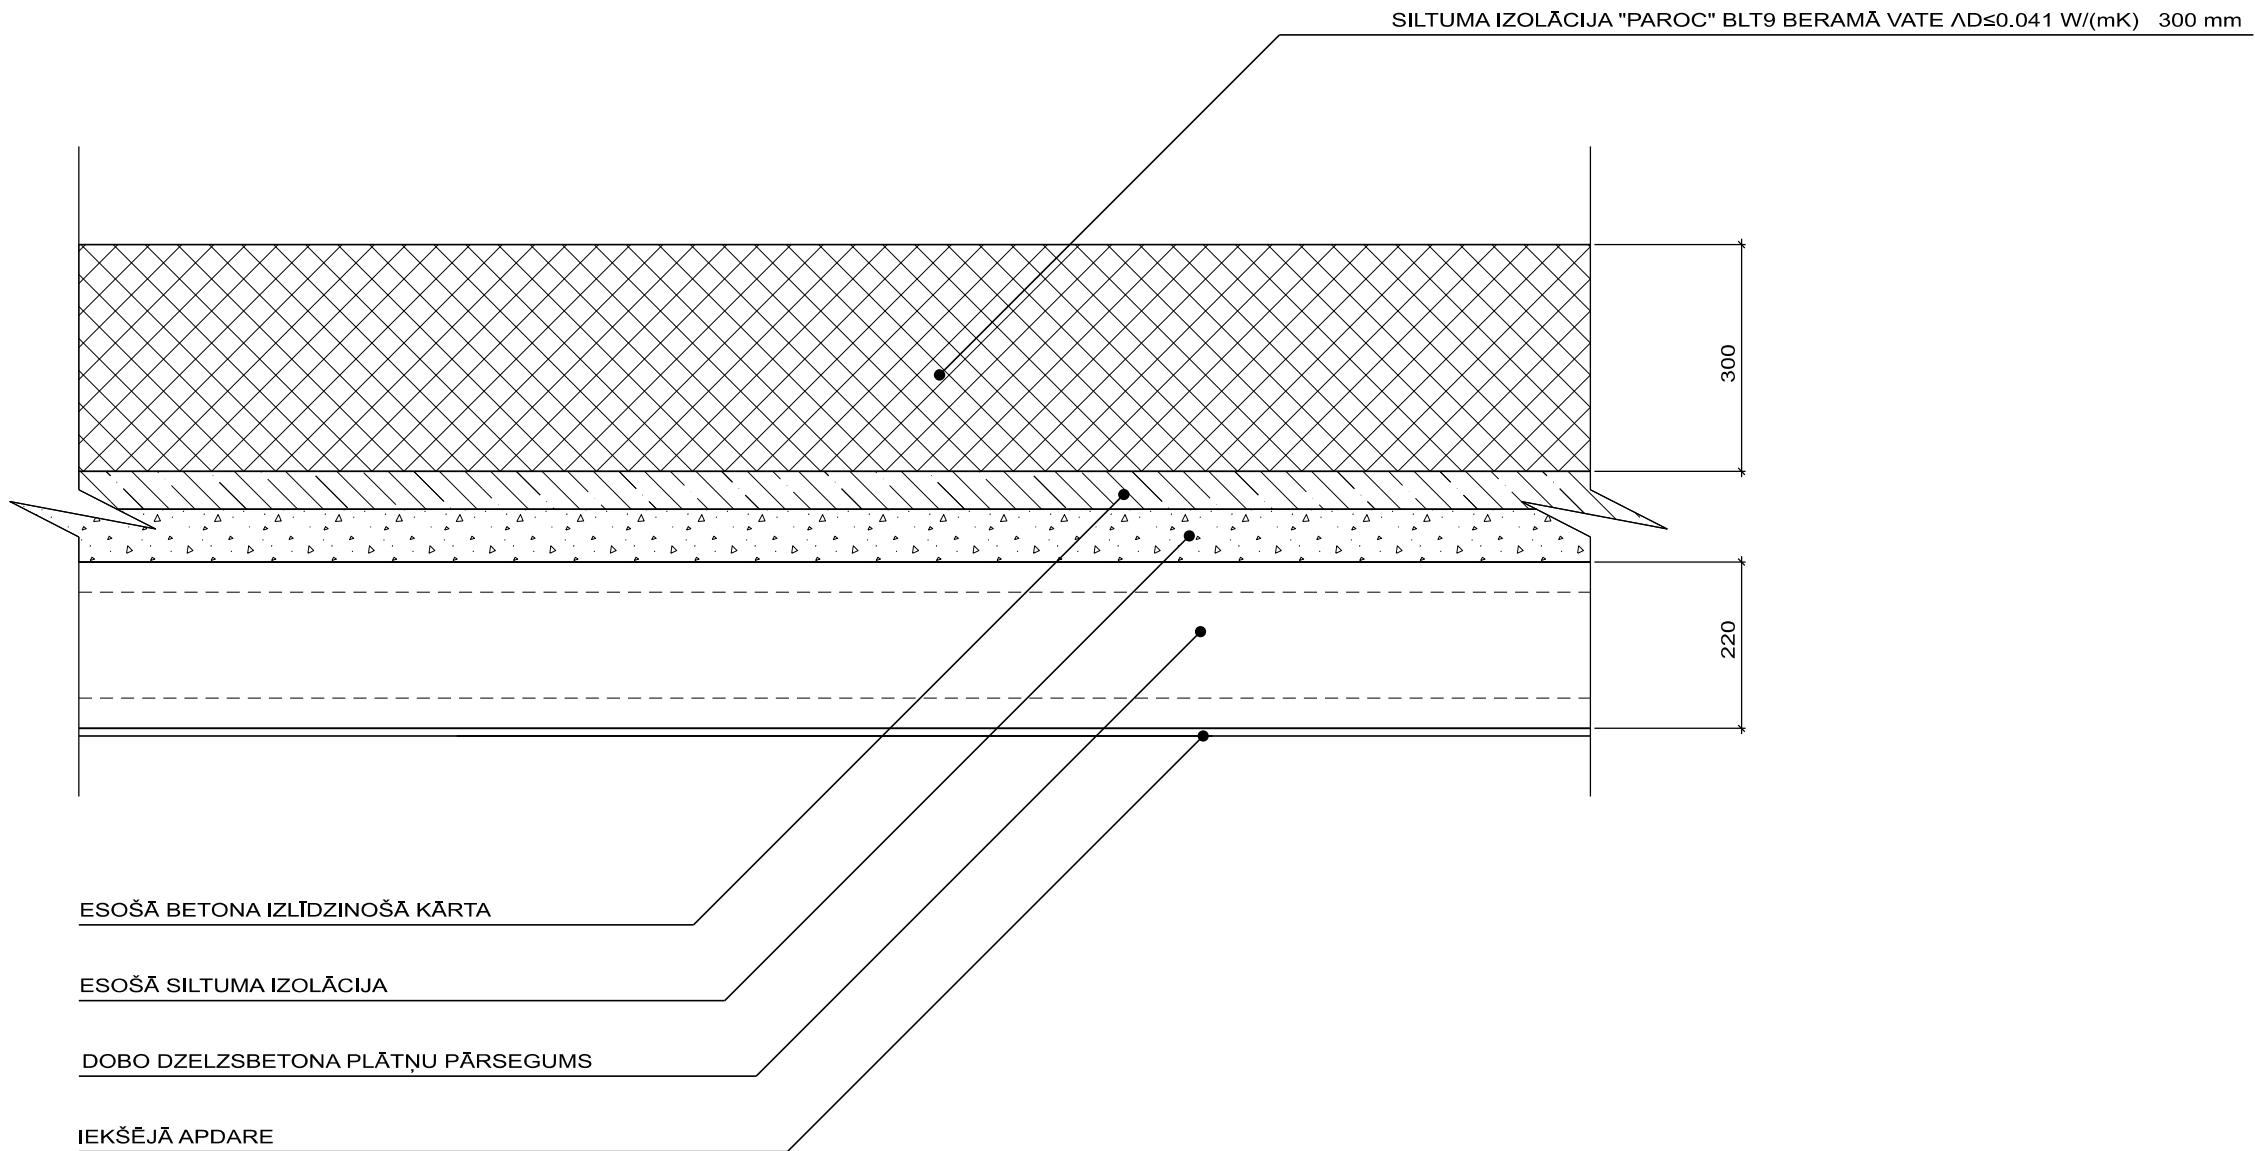 SILTUMA IZOLĀCIJA "PAROC" BLT9 BERAMĀ VATE ΛD≤0.041 W/(mK) 300 mm
300
220
ESOŠĀ BETONA IZLĪDZINOŠĀ KĀRTA
ESOŠĀ SILTUMA IZOLĀCIJA
DOBO DZELZSBETONA PLĀTŅU PĀRSEGUMS
IEKŠĒJĀ APDARE